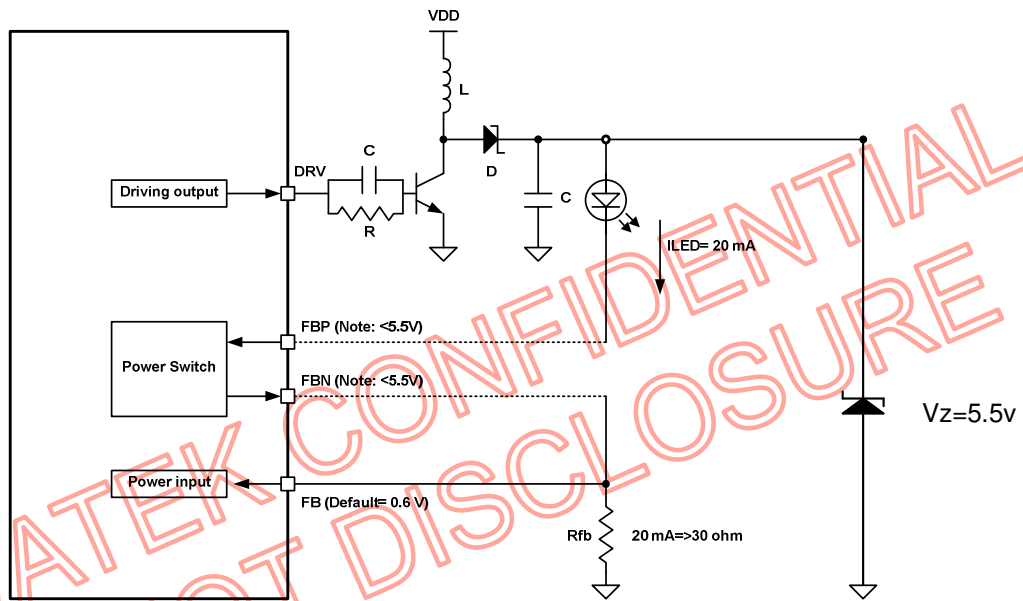 VDD
L
C
DRV
Driving output
R
D
C
ILED= 20 mA
FBP (Note: <5.5V)
Power Switch
FBN (Note: <5.5V)
Vz=5.5v
Power input
FB (Default= 0.6 V)
Rfb
20 mA=>30 ohm
ATEK CONFIDENTIAL
OT DISCLOSURE